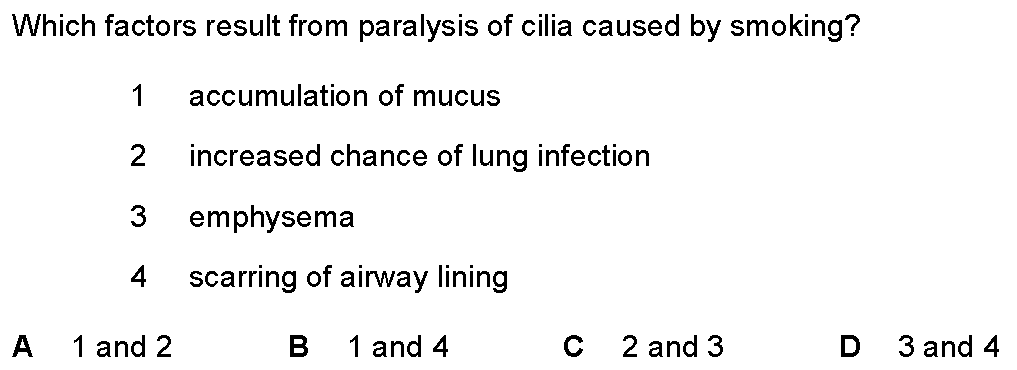 Which factors result from paralysis of cilia caused by smoking?
1 accumulation of mucus
2 increased chance of lung infection
3 emphysema
4 scarring of airway lining
A 1 and 2 B 1 and 4 C 2 and 3 D 3 and 4